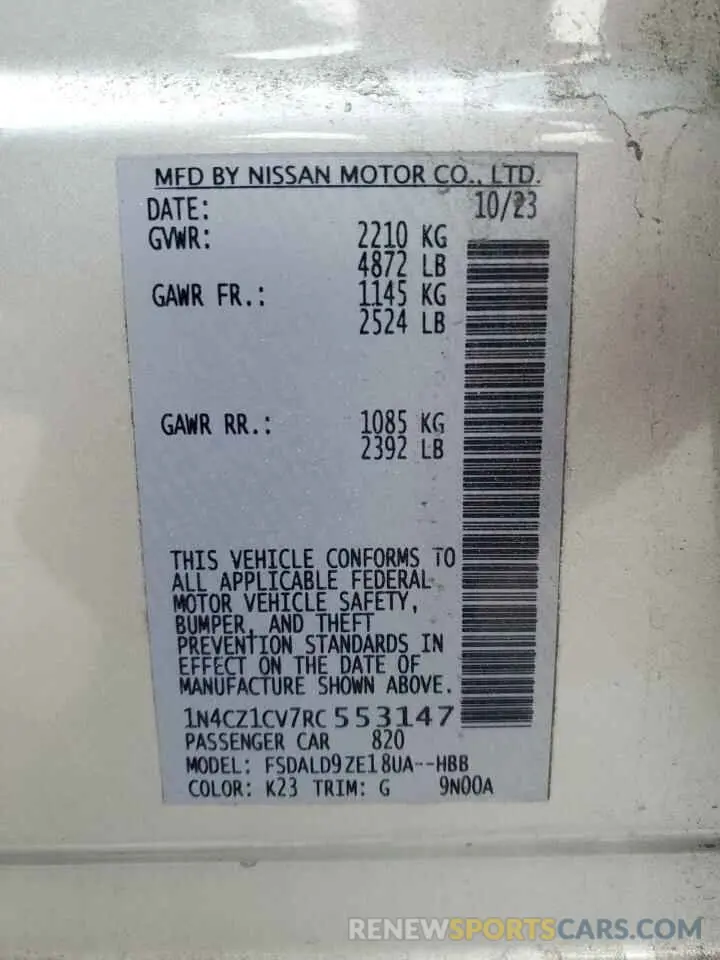 MFD BY NISSAN MOTOR CO., LTD.
DATE: 10/23
GVWR: 2210 KG
4872 LB
GAWR FR.: 1145 KG
2524 LB
GAWR RR.: 1085 KG
2392 LB
THIS VEHICLE CONFORMS TO
ALL APPLICABLE FEDERAL
MOTOR VEHICLE SAFETY,
BUMPER, AND THEFT
PREVENTION STANDARDS IN
EFFECT ON THE DATE OF
MANUFACTURE SHOWN ABOVE.
1N4CZ1CV7RC553147
PASSENGER CAR 820
MODEL: FSDALD9ZE18UA--HBB
COLOR: K23 TRIM: G 9N00A
RENEWSPORTSCARS.COM